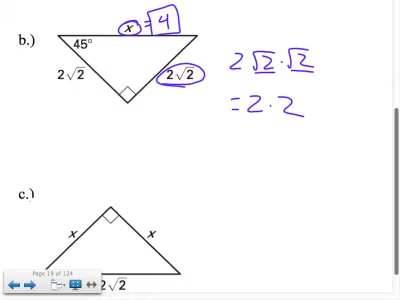 x = 4
b.)
45°
2√2
2√2
2√2 · √2
= 2 · 2
c.)
x
x
Page 19 of 124
2√2